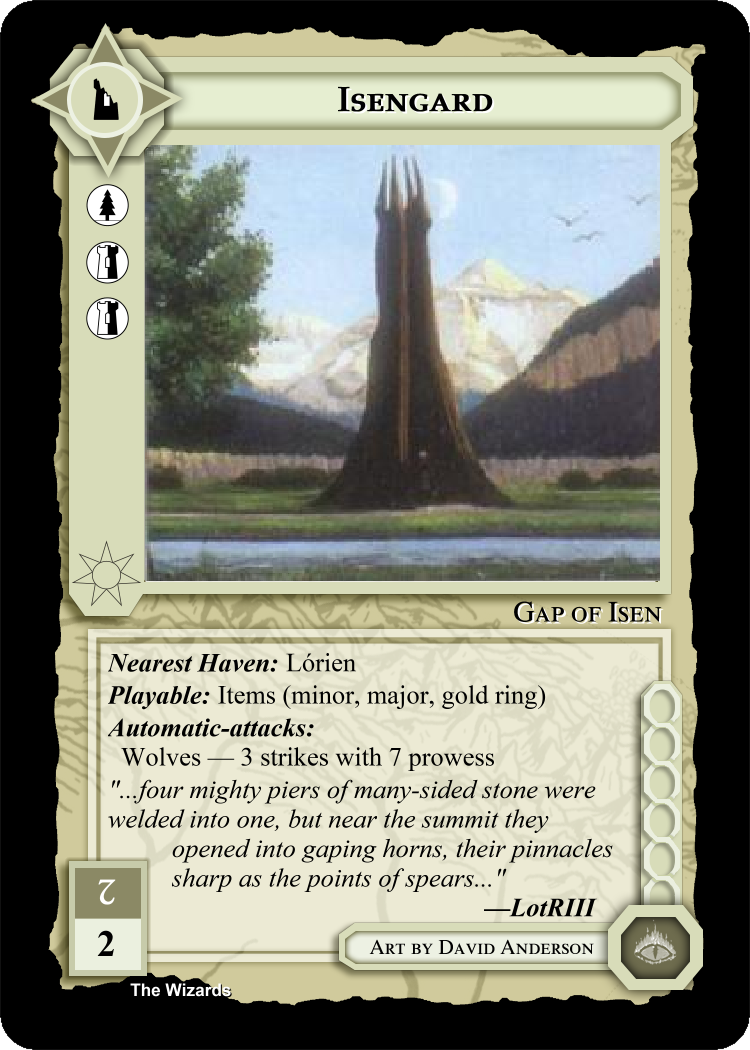 Isengard
Gap of Isen
Nearest Haven: Lórien
Playable: Items (minor, major, gold ring)
Automatic-attacks:
Wolves — 3 strikes with 7 prowess
"...four mighty piers of many-sided stone were
welded into one, but near the summit they
opened into gaping horns, their pinnacles
sharp as the points of spears..."
—LotRIII
2
2
Art by David Anderson
The Wizards